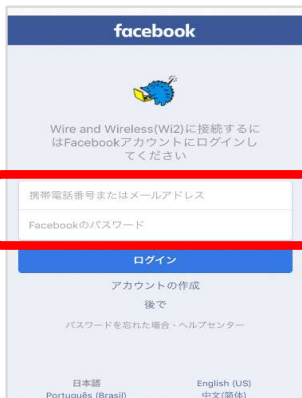 facebook
Wire and Wireless(Wi2)に接続するに
はFacebookアカウントにログインし
てください
携帯電話番号またはメールアドレス
Facebookのパスワード
ログイン
アカウントの作成
後で
パスワードを忘れた場合・ヘルプセンター
日本語 English (US)
Português (Brasil) 中文(简体)